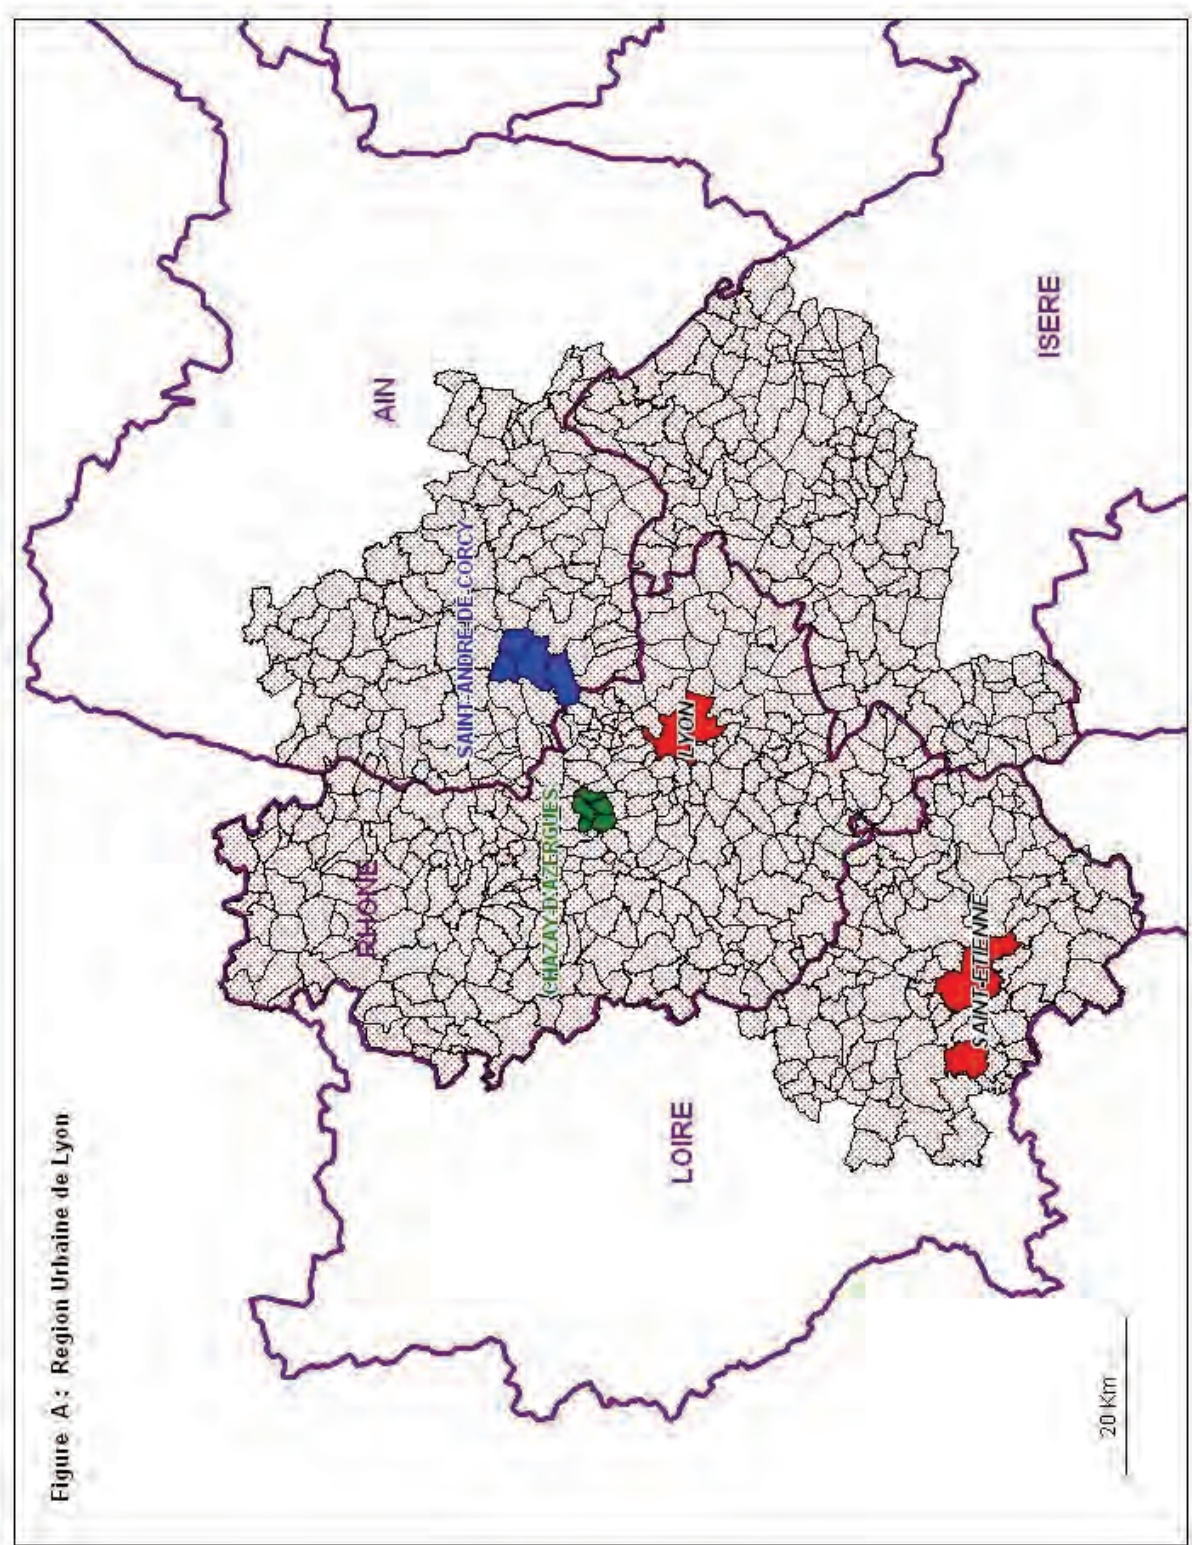 Figure A : Region Urbaine de Lyon
AIN
RHONE
SAINT-ANDRE-DE-CORCY
CHAZAY-D'AZERGUES
LYON
LOIRE
SAINT-ETIENNE
ISERE
20 Km